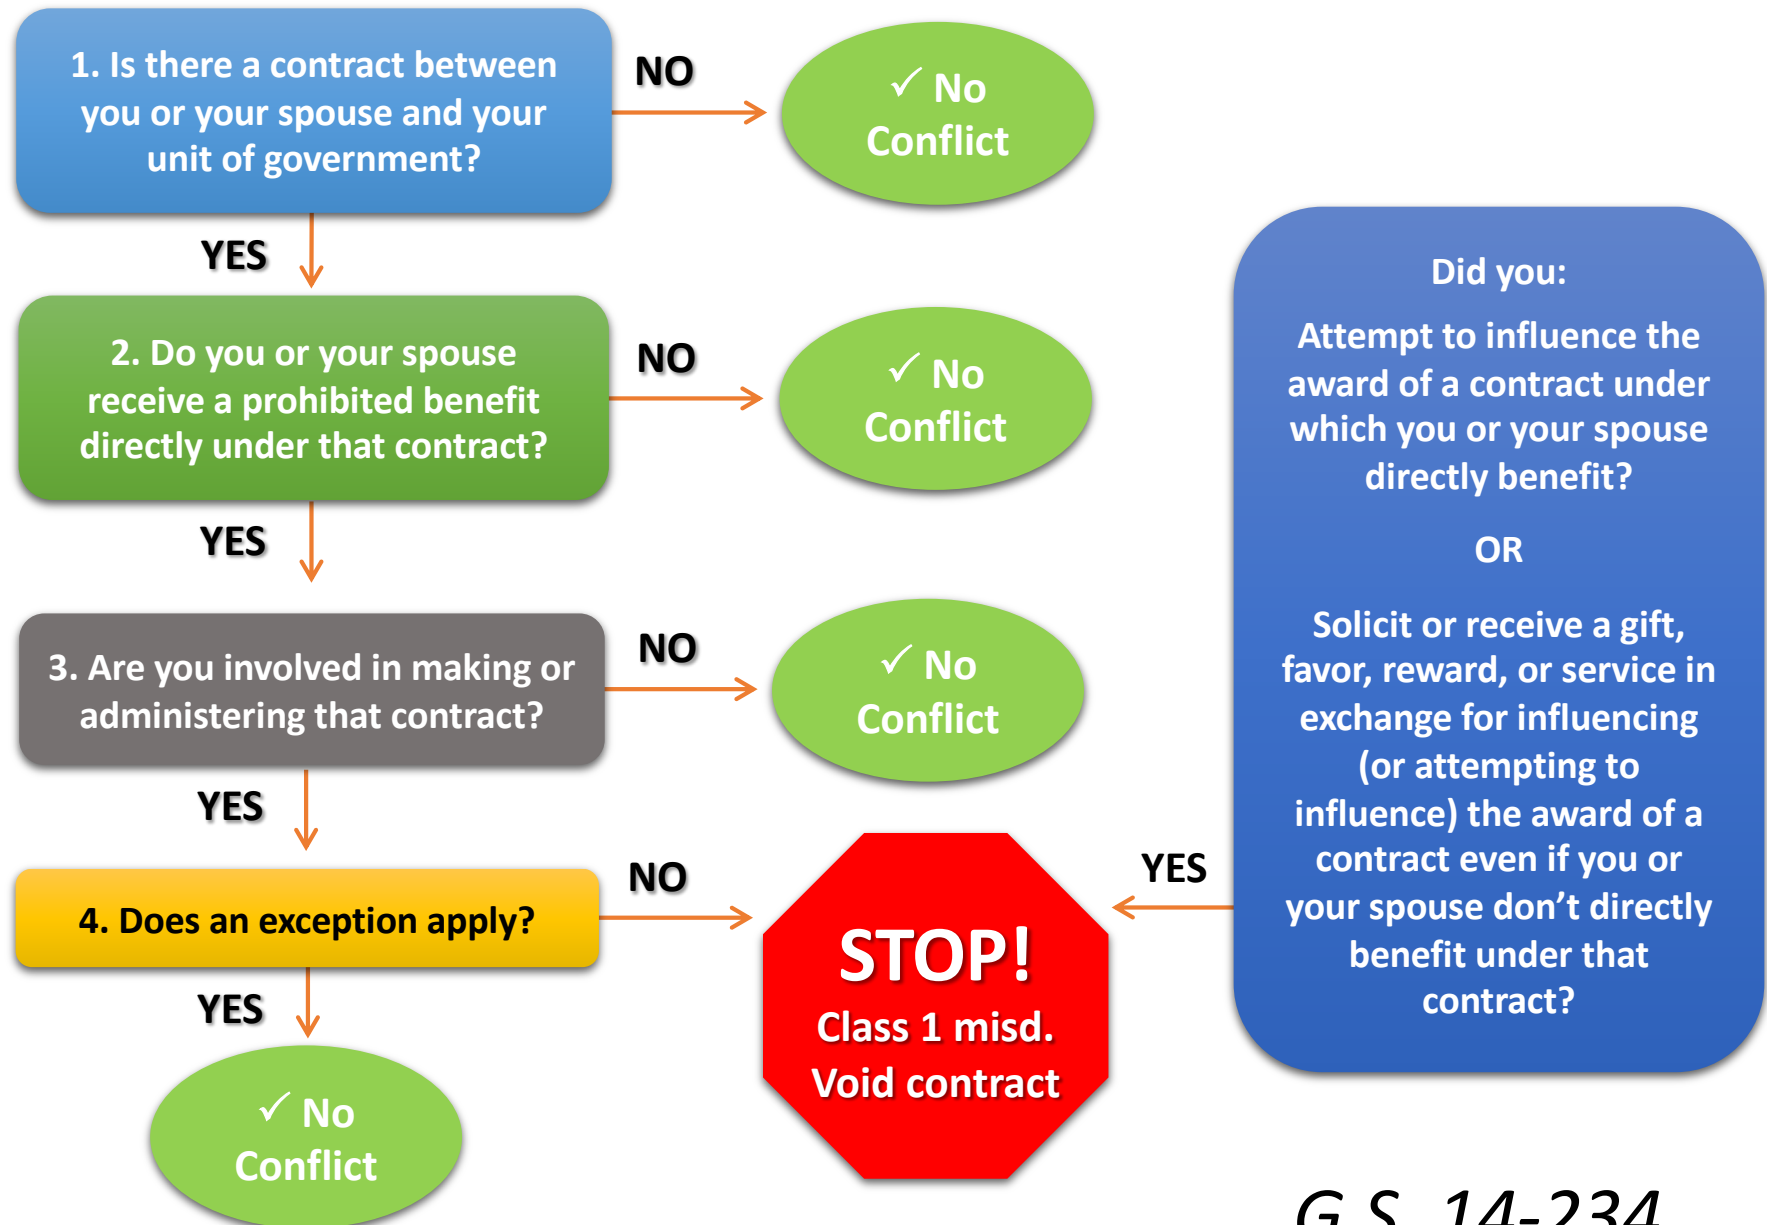 1. Is there a contract between
you or your spouse and your
unit of government?
NO
✓ No
Conflict
YES
2. Do you or your spouse
receive a prohibited benefit
directly under that contract?
NO
✓ No
Conflict
YES
3. Are you involved in making or
administering that contract?
NO
✓ No
Conflict
YES
4. Does an exception apply?
NO
STOP!
Class 1 misd.
Void contract
YES
✓ No
Conflict
Did you:
Attempt to influence the
award of a contract under
which you or your spouse
directly benefit?
OR
Solicit or receive a gift,
favor, reward, or service in
exchange for influencing
(or attempting to
influence) the award of a
contract even if you or
your spouse don’t directly
benefit under that
contract?
YES
G.S. 14-234